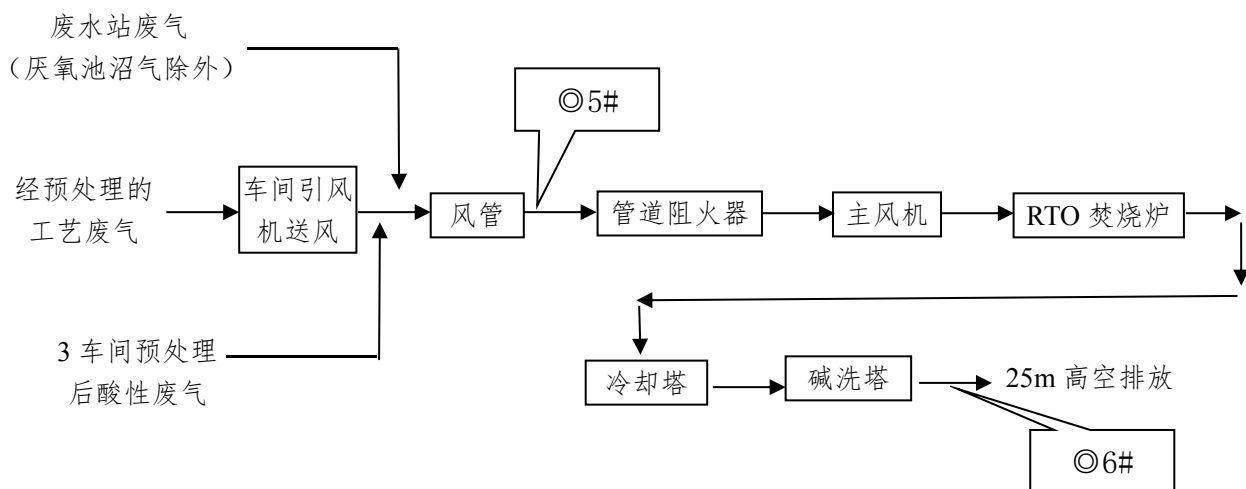 废水站废气
（厌氧池沼气除外）
◎5#
经预处理的
工艺废气
车间引风
机送风
风管
管道阻火器
主风机
RTO 焚烧炉
3 车间预处理
后酸性废气
冷却塔
碱洗塔
25m 高空排放
◎6#